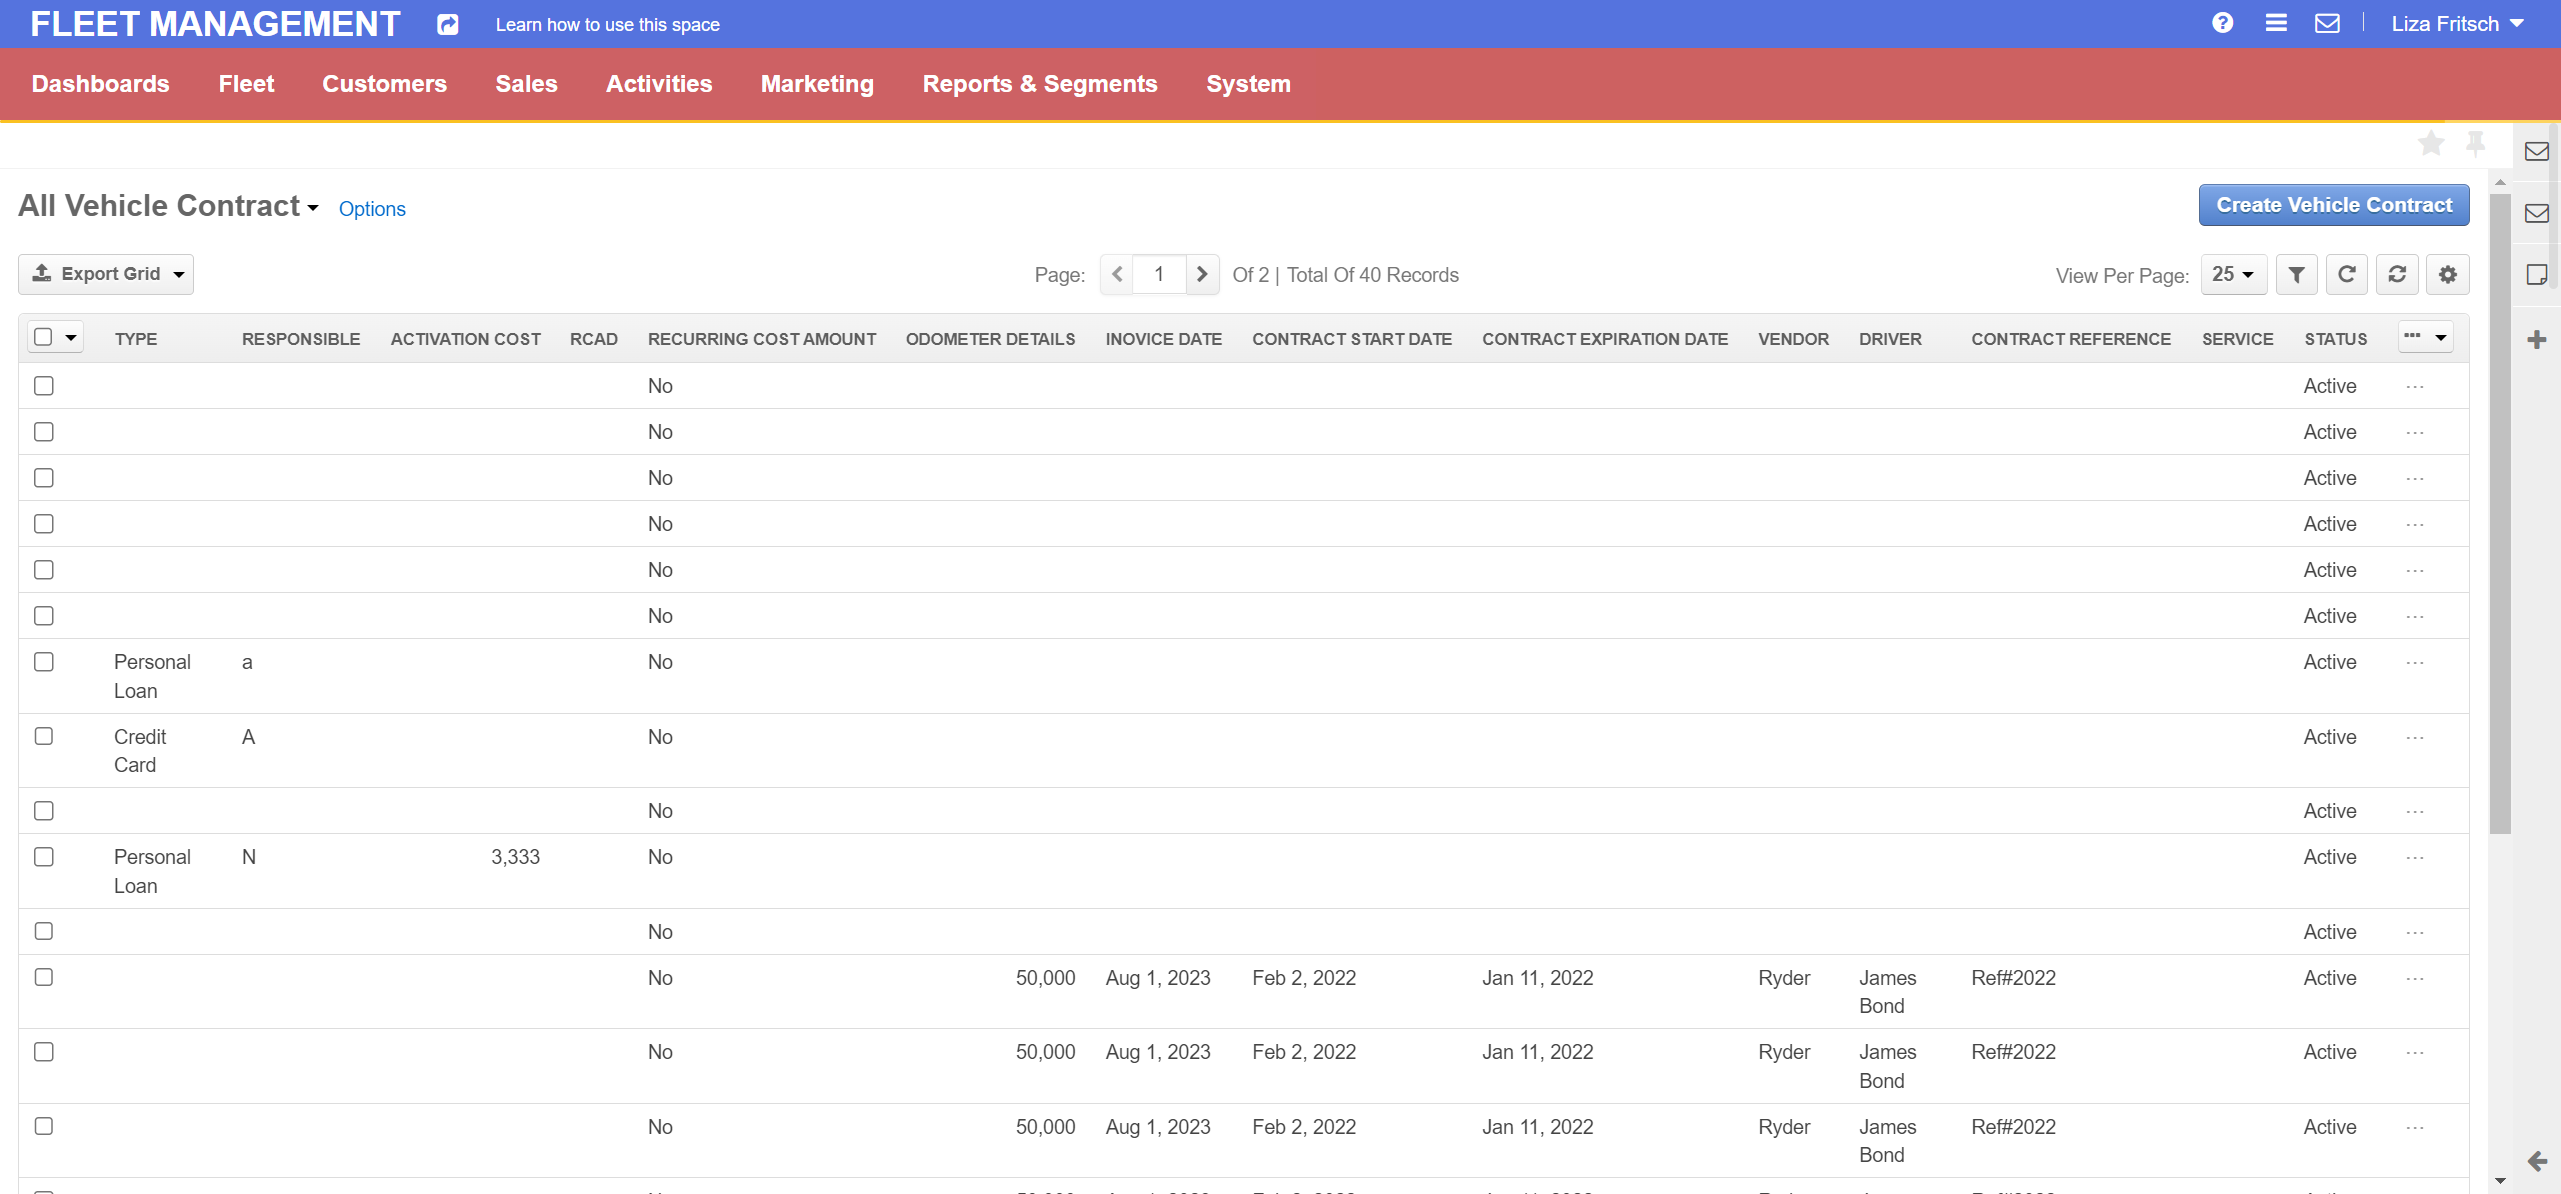 FLEET MANAGEMENT Learn how to use this space Liza Fritsch
Dashboards Fleet Customers Sales Activities Marketing Reports & Segments System
All Vehicle Contract Options Create Vehicle Contract
Export Grid Page: 1 Of 2 | Total Of 40 Records View Per Page: 25
TYPE RESPONSIBLE ACTIVATION COST RCAD RECURRING COST AMOUNT ODOMETER DETAILS INOVICE DATE CONTRACT START DATE CONTRACT EXPIRATION DATE VENDOR DRIVER CONTRACT REFERENCE SERVICE STATUS
No Active
No Active
No Active
No Active
No Active
No Active
Personal a No Active
Loan
Credit A No Active
Card
No Active
Personal N 3,333 No Active
Loan
No Active
No 50,000 Aug 1, 2023 Feb 2, 2022 Jan 11, 2022 Ryder James Ref#2022 Active
Bond
No 50,000 Aug 1, 2023 Feb 2, 2022 Jan 11, 2022 Ryder James Ref#2022 Active
Bond
No 50,000 Aug 1, 2023 Feb 2, 2022 Jan 11, 2022 Ryder James Ref#2022 Active
Bond